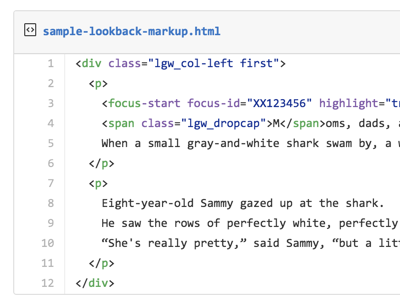 sample-lookback-markup.html
1 <div class="lgw_col-left first">
2 <p>
3 <focus-start focus-id="XX123456" highlight="tr
4 <span class="lgw_dropcap">M</span>oms, dads, a
5 When a small gray-and-white shark swam by, a w
6 </p>
7 <p>
8 Eight-year-old Sammy gazed up at the shark.
9 He saw the rows of perfectly white, perfectly
10 “She's really pretty,” said Sammy, “but a litt
11 </p>
12 </div>